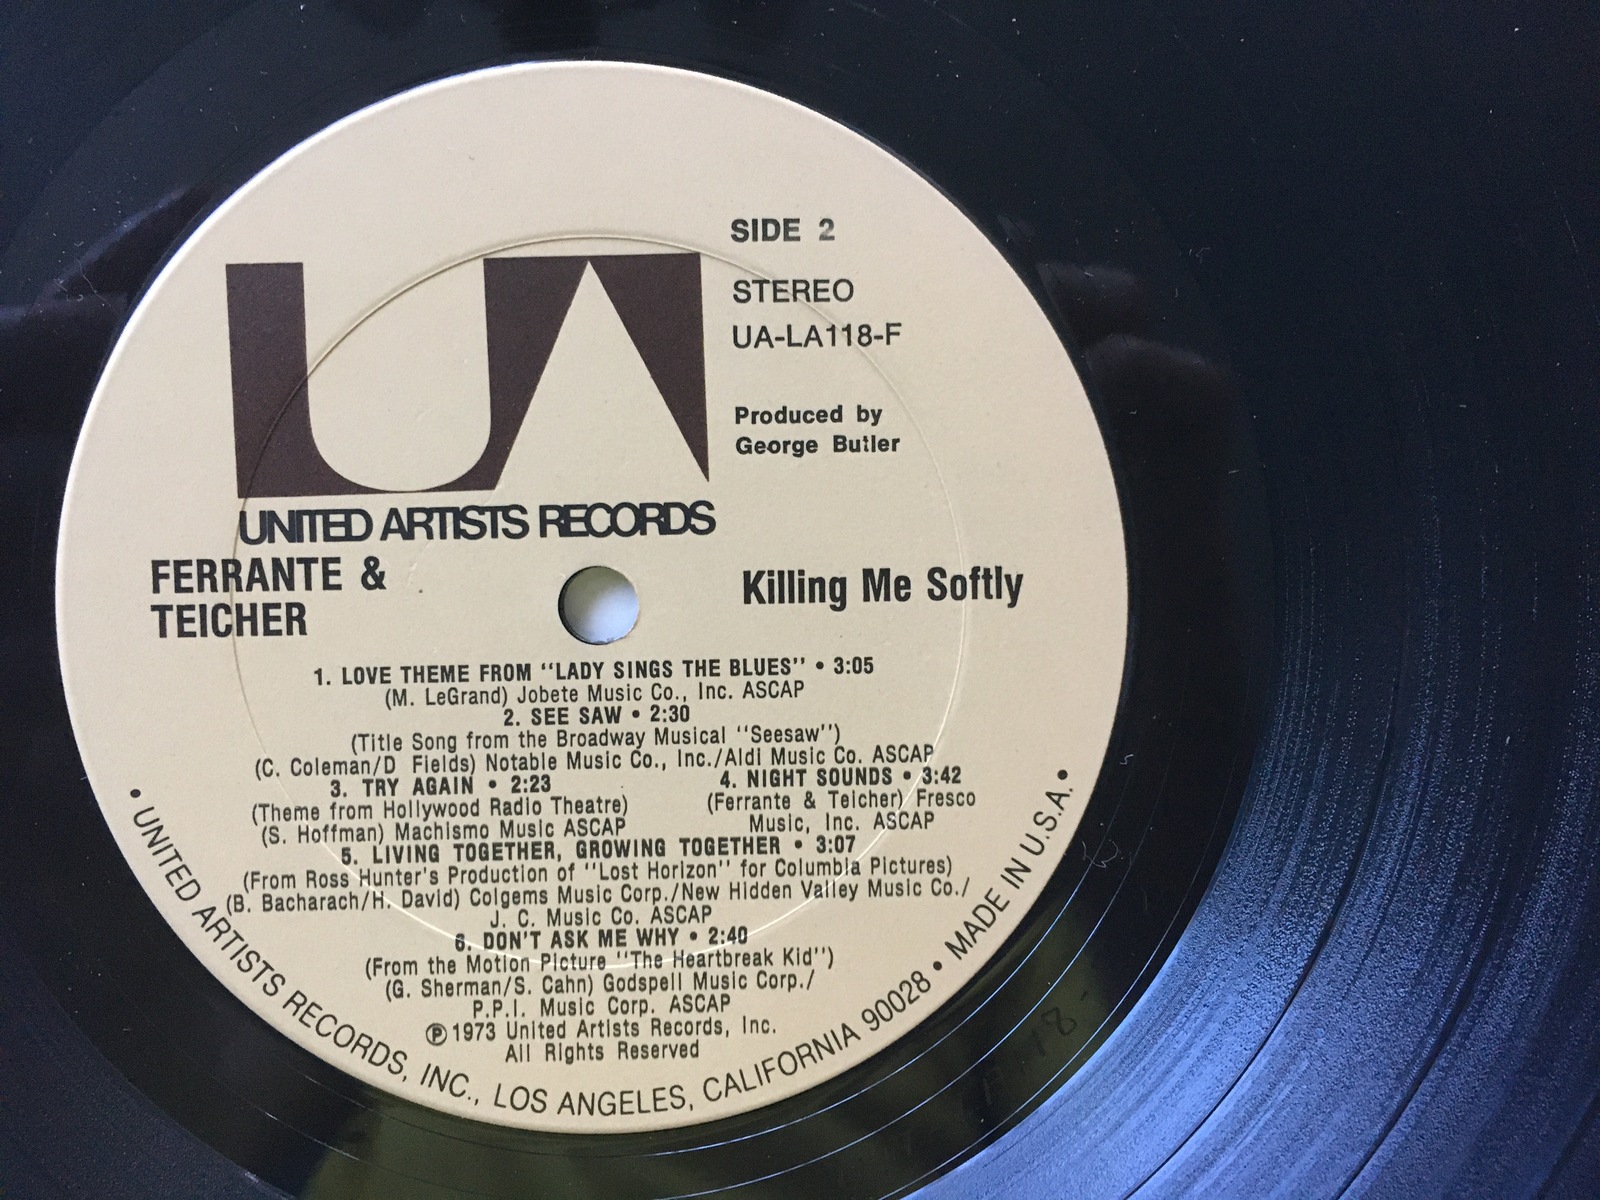 SIDE 2
STEREO
UA-LA118-F
Produced by
George Butler
UA
UNITED ARTISTS RECORDS
FERRANTE &
TEICHER
Killing Me Softly
1. LOVE THEME FROM "LADY SINGS THE BLUES" • 3:05
(M. LeGrand) Jobete Music Co., Inc. ASCAP
2. SEE SAW • 2:30
(Title Song from the Broadway Musical "Seesaw")
(C. Coleman/D Fields) Notable Music Co., Inc./Aldi Music Co. ASCAP
3. TRY AGAIN • 2:23
(Theme from Hollywood Radio Theatre)
(S. Hoffman) Machismo Music ASCAP
4. NIGHT SOUNDS • 3:42
(Ferrante & Teicher) Fresco
Music, Inc. ASCAP
5. LIVING TOGETHER, GROWING TOGETHER • 3:07
(From Ross Hunter's Production of "Lost Horizon" for Columbia Pictures)
(B. Bacharach/H. David) Colgems Music Corp./New Hidden Valley Music Co./
J. C. Music Co. ASCAP
6. DON'T ASK ME WHY • 2:40
(From the Motion Picture "The Heartbreak Kid")
(G. Sherman/S. Cahn) Godspell Music Corp./
P.P.I. Music Corp. ASCAP
℗ 1973 United Artists Records, Inc.
All Rights Reserved
• UNITED ARTISTS RECORDS, INC., LOS ANGELES, CALIFORNIA 90028 • MADE IN U.S.A. •